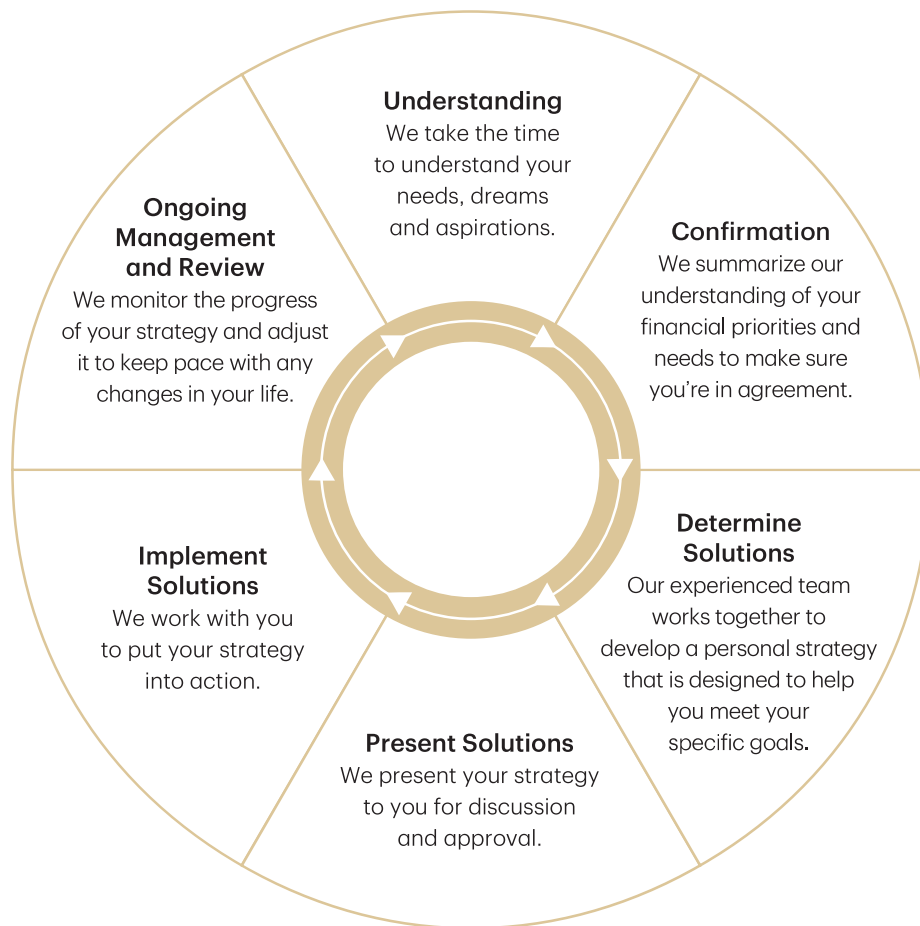 Understanding
We take the time
to understand your
needs, dreams
and aspirations.
Confirmation
We summarize our
understanding of your
financial priorities and
needs to make sure
you’re in agreement.
Determine
Solutions
Our experienced team
works together to
develop a personal strategy
that is designed to help
you meet your
specific goals.
Present Solutions
We present your strategy
to you for discussion
and approval.
Implement
Solutions
We work with you
to put your strategy
into action.
Ongoing
Management
and Review
We monitor the progress
of your strategy and adjust
it to keep pace with any
changes in your life.